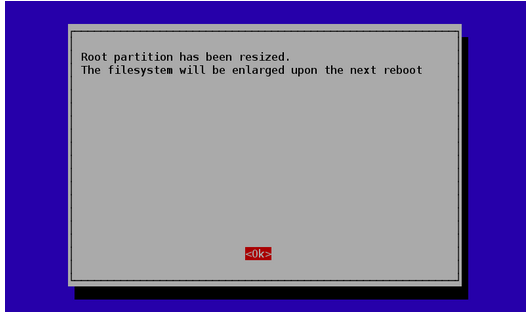 Root partition has been resized.
The filesystem will be enlarged upon the next reboot
<Ok>